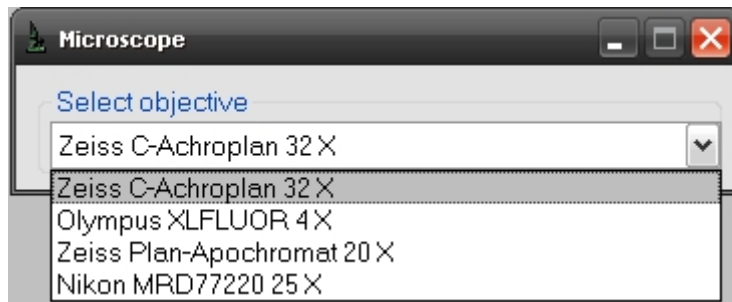 Microscope
Select objective
Zeiss C-Achroplan 32 X
Zeiss C-Achroplan 32 X
Olympus XLFLUOR 4 X
Zeiss Plan-Apochromat 20 X
Nikon MRD77220 25 X